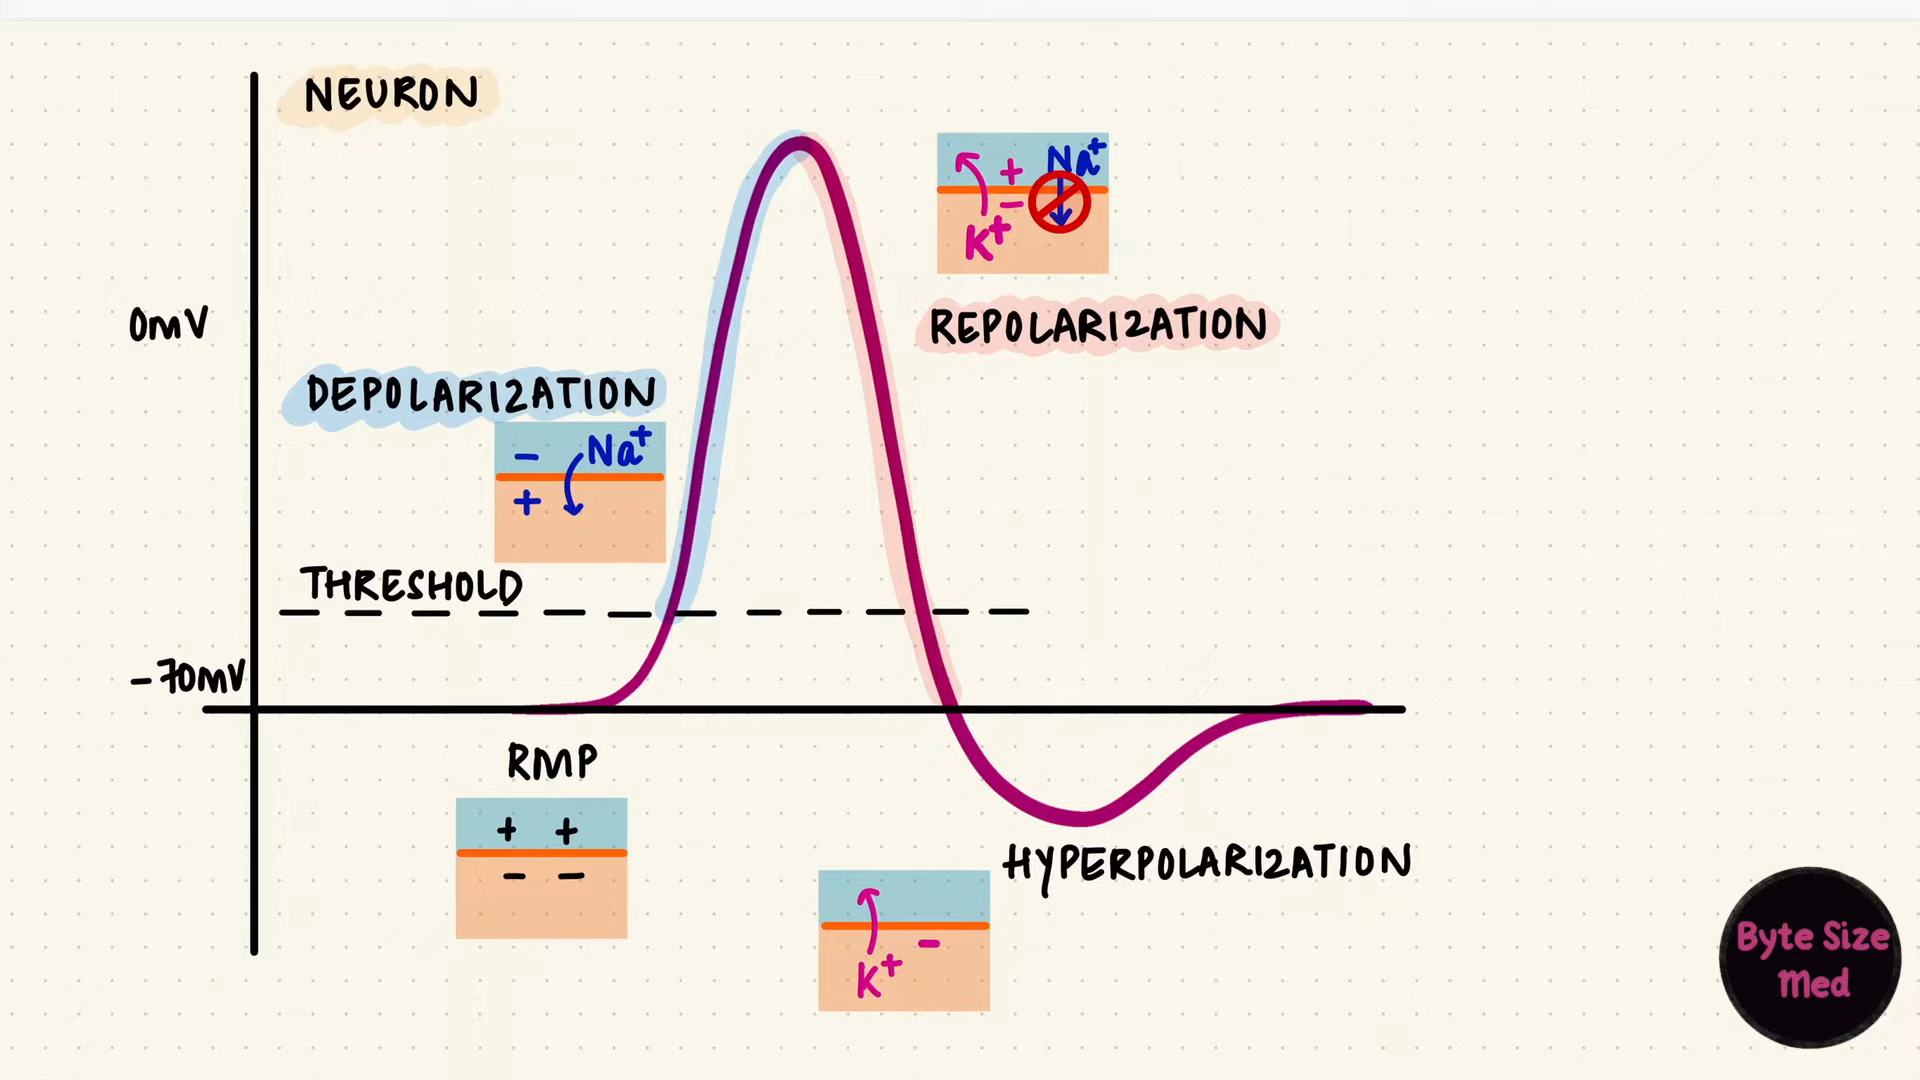 NEURON
Na+
+
-
K+
0mV
REPOLARIZATION
DEPOLARIZATION
- Na+
+
THRESHOLD
-70mV
RMP
+ +
- -
HYPERPOLARIZATION
-
K+
Byte Size
Med